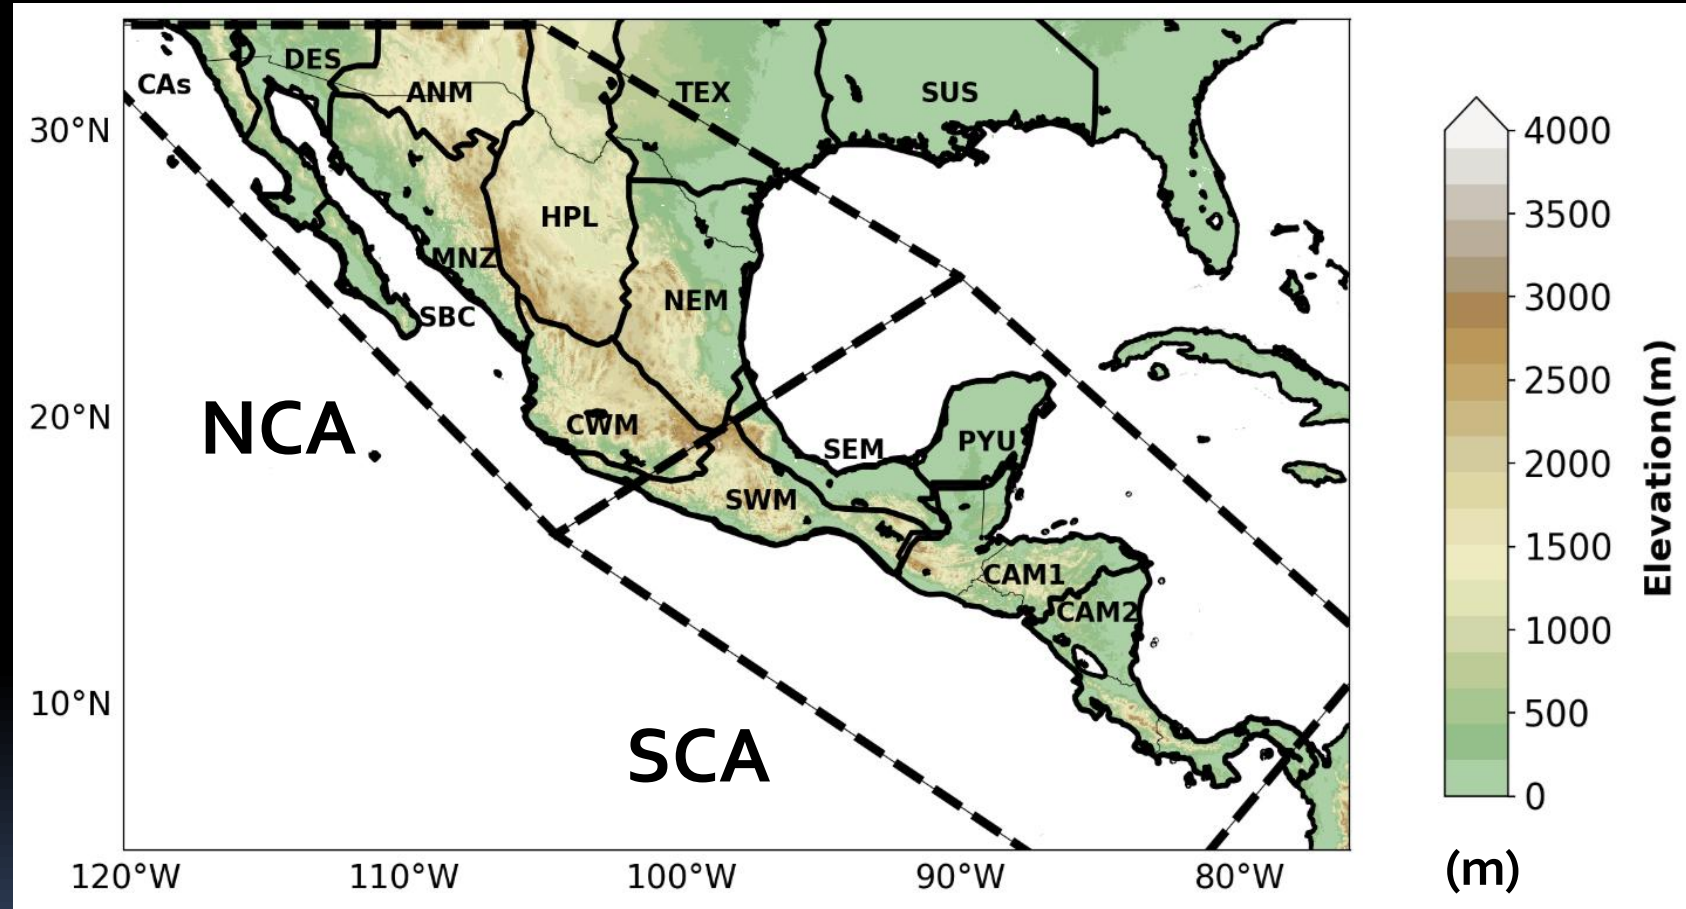 CAs
DES
ANM
TEX
SUS
HPL
MNZ
SBC
NEM
CWM
SEM
PYU
SWM
CAM1
CAM2
NCA
SCA
30°N
20°N
10°N
120°W
110°W
100°W
90°W
80°W
4000
3500
3000
2500
2000
1500
1000
500
0
Elevation(m)
(m)